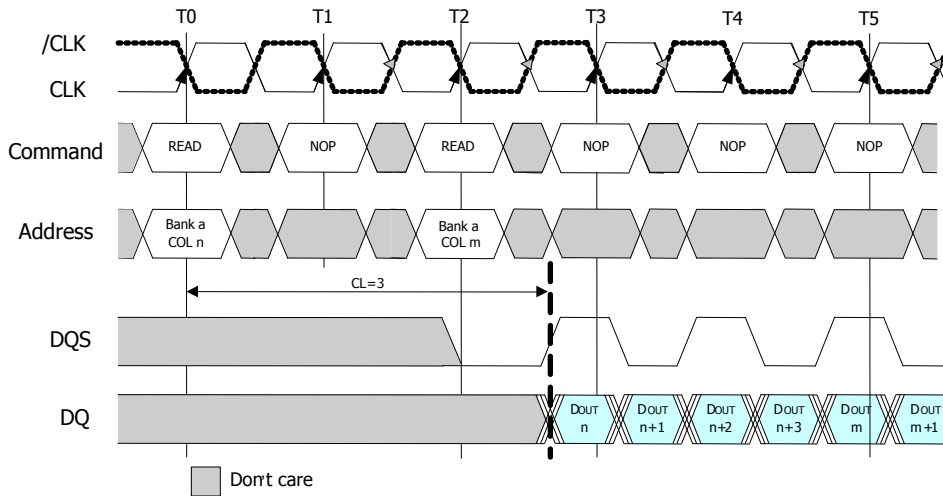 T0 T1 T2 T3 T4 T5
/CLK
CLK
Command READ NOP READ NOP NOP NOP
Address Bank a COL n Bank a COL m
CL=3
DQS
DQ DOUT n DOUT n+1 DOUT n+2 DOUT n+3 DOUT m DOUT m+1
Don't care